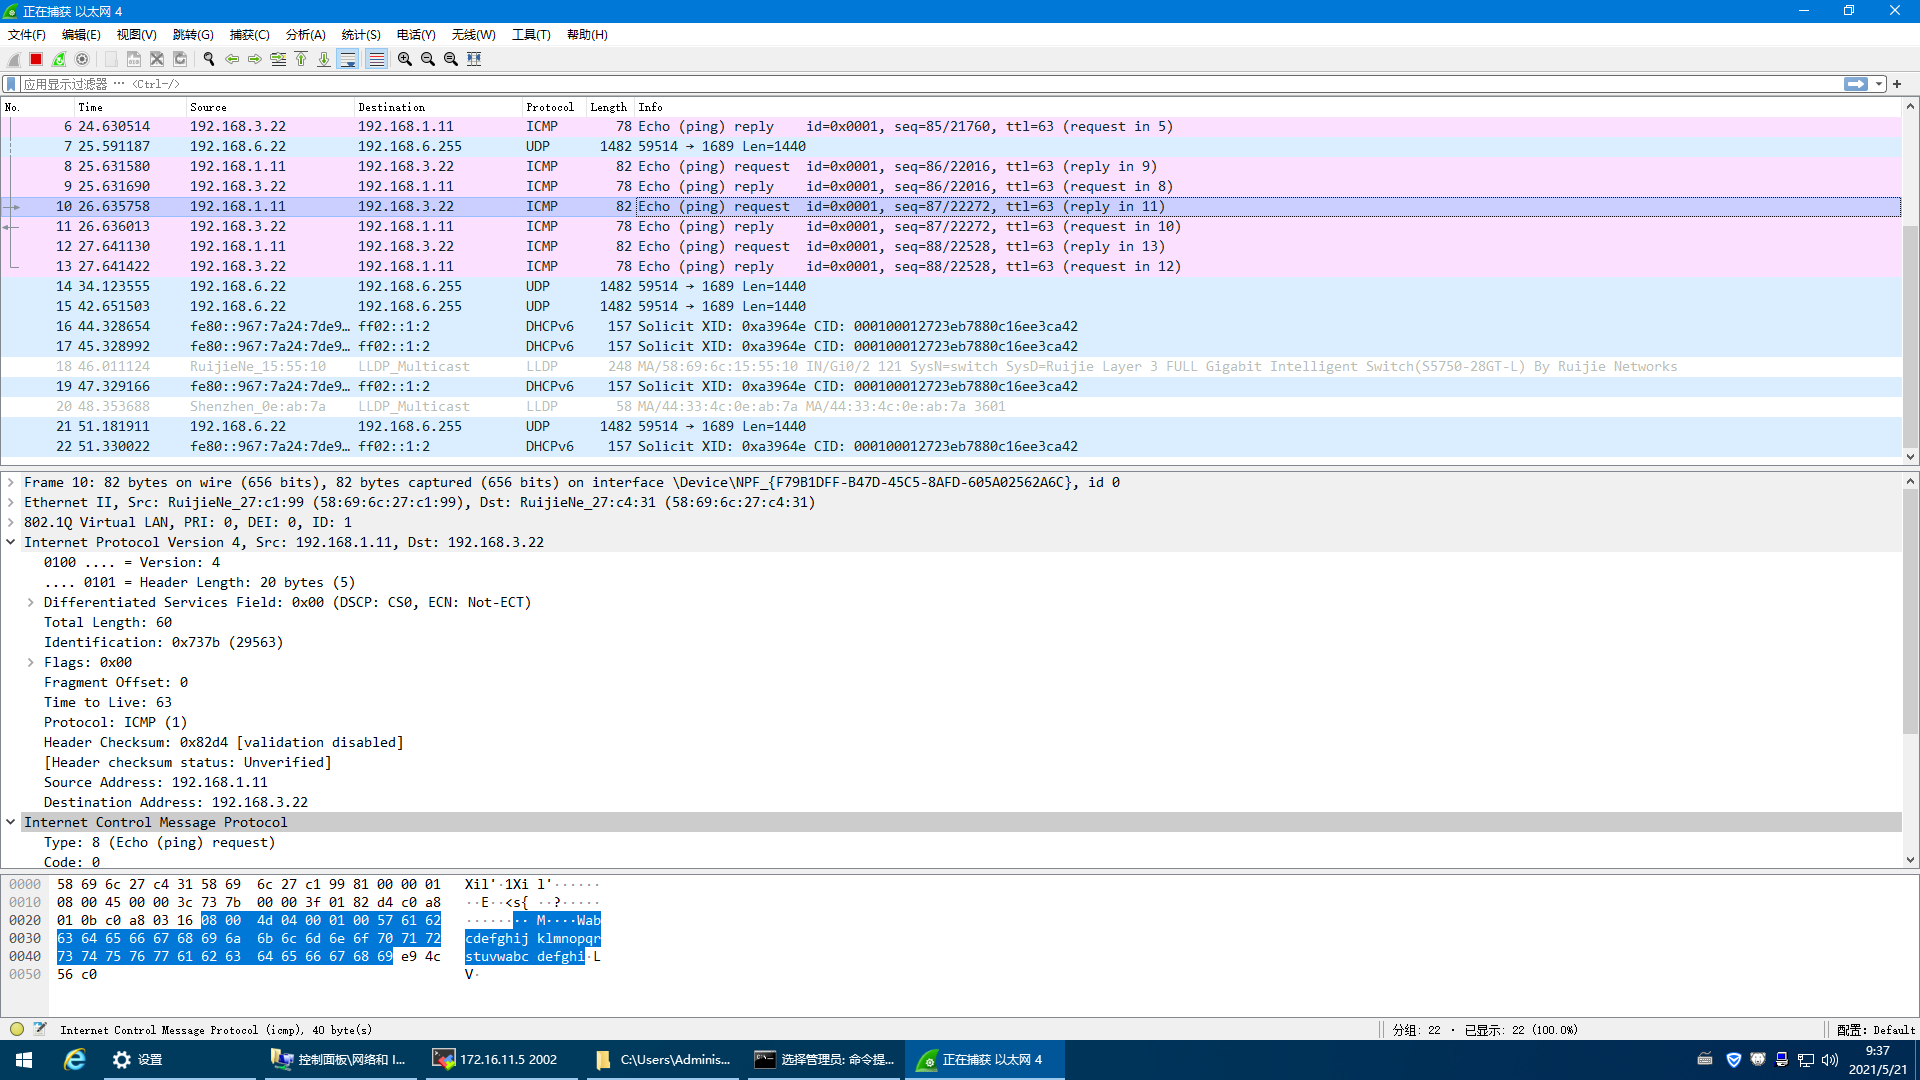 正在捕获 以太网 4
文件(F) 编辑(E) 视图(V) 跳转(G) 捕获(C) 分析(A) 统计(S) 电话(Y) 无线(W) 工具(T) 帮助(H)
应用显示过滤器 … <Ctrl-/>
No. Time Source Destination Protocol Length Info
6 24.630514 192.168.3.22 192.168.1.11 ICMP 78 Echo (ping) reply id=0x0001, seq=85/21760, ttl=63 (request in 5)
7 25.591187 192.168.6.22 192.168.6.255 UDP 1482 59514 → 1689 Len=1440
8 25.631580 192.168.1.11 192.168.3.22 ICMP 82 Echo (ping) request id=0x0001, seq=86/22016, ttl=63 (reply in 9)
9 25.631690 192.168.3.22 192.168.1.11 ICMP 78 Echo (ping) reply id=0x0001, seq=86/22016, ttl=63 (request in 8)
10 26.635758 192.168.1.11 192.168.3.22 ICMP 82 Echo (ping) request id=0x0001, seq=87/22272, ttl=63 (reply in 11)
11 26.636013 192.168.3.22 192.168.1.11 ICMP 78 Echo (ping) reply id=0x0001, seq=87/22272, ttl=63 (request in 10)
12 27.641130 192.168.1.11 192.168.3.22 ICMP 82 Echo (ping) request id=0x0001, seq=88/22528, ttl=63 (reply in 13)
13 27.641422 192.168.3.22 192.168.1.11 ICMP 78 Echo (ping) reply id=0x0001, seq=88/22528, ttl=63 (request in 12)
14 34.123555 192.168.6.22 192.168.6.255 UDP 1482 59514 → 1689 Len=1440
15 42.651503 192.168.6.22 192.168.6.255 UDP 1482 59514 → 1689 Len=1440
16 44.328654 fe80::967:7a24:7de9… ff02::1:2 DHCPv6 157 Solicit XID: 0xa3964e CID: 000100012723eb7880c16ee3ca42
17 45.328992 fe80::967:7a24:7de9… ff02::1:2 DHCPv6 157 Solicit XID: 0xa3964e CID: 000100012723eb7880c16ee3ca42
18 46.011124 RuijieNe_15:55:10 LLDP_Multicast LLDP 248 MA/58:69:6c:15:55:10 IN/Gi0/2 121 SysN=switch SysD=Ruijie Layer 3 FULL Gigabit Intelligent Switch(S5750-28GT-L) By Ruijie Networks
19 47.329166 fe80::967:7a24:7de9… ff02::1:2 DHCPv6 157 Solicit XID: 0xa3964e CID: 000100012723eb7880c16ee3ca42
20 48.353688 Shenzhen_0e:ab:7a LLDP_Multicast LLDP 58 MA/44:33:4c:0e:ab:7a MA/44:33:4c:0e:ab:7a 3601
21 51.181911 192.168.6.22 192.168.6.255 UDP 1482 59514 → 1689 Len=1440
22 51.330022 fe80::967:7a24:7de9… ff02::1:2 DHCPv6 157 Solicit XID: 0xa3964e CID: 000100012723eb7880c16ee3ca42
Frame 10: 82 bytes on wire (656 bits), 82 bytes captured (656 bits) on interface \Device\NPF_{F79B1DFF-B47D-45C5-8AFD-605A02562A6C}, id 0
Ethernet II, Src: RuijieNe_27:c1:99 (58:69:6c:27:c1:99), Dst: RuijieNe_27:c4:31 (58:69:6c:27:c4:31)
802.1Q Virtual LAN, PRI: 0, DEI: 0, ID: 1
Internet Protocol Version 4, Src: 192.168.1.11, Dst: 192.168.3.22
0100 .... = Version: 4
.... 0101 = Header Length: 20 bytes (5)
Differentiated Services Field: 0x00 (DSCP: CS0, ECN: Not-ECT)
Total Length: 60
Identification: 0x737b (29563)
Flags: 0x00
Fragment Offset: 0
Time to Live: 63
Protocol: ICMP (1)
Header Checksum: 0x82d4 [validation disabled]
[Header checksum status: Unverified]
Source Address: 192.168.1.11
Destination Address: 192.168.3.22
Internet Control Message Protocol
Type: 8 (Echo (ping) request)
Code: 0
0000 58 69 6c 27 c4 31 58 69 6c 27 c1 99 81 00 00 01 Xil'·1Xi l'······
0010 08 00 45 00 00 3c 73 7b 00 00 3f 01 82 d4 c0 a8 ··E··<s{ ··?·····
0020 01 0b c0 a8 03 16 08 00 4d 04 00 01 00 57 61 62 ········ M····Wab
0030 63 64 65 66 67 68 69 6a 6b 6c 6d 6e 6f 70 71 72 cdefghij klmnopqr
0040 73 74 75 76 77 61 62 63 64 65 66 67 68 69 e9 4c stuvwabc defghi·L
0050 56 c0 V·
Internet Control Message Protocol (icmp), 40 byte(s) 分组: 22 · 已显示: 22 (100.0%) 配置: Default
设置 控制面板\网络和 I... 172.16.11.5 2002 C:\Users\Adminis... 选择管理员: 命令提... 正在捕获 以太网 4
9:37
2021/5/21